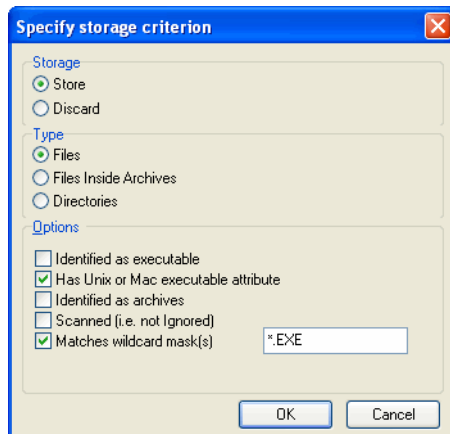 Specify storage criterion
Storage
Store
Discard
Type
Files
Files Inside Archives
Directories
Options
Identified as executable
Has Unix or Mac executable attribute
Identified as archives
Scanned (i.e. not Ignored)
Matches wildcard mask(s) *.EXE
OK Cancel